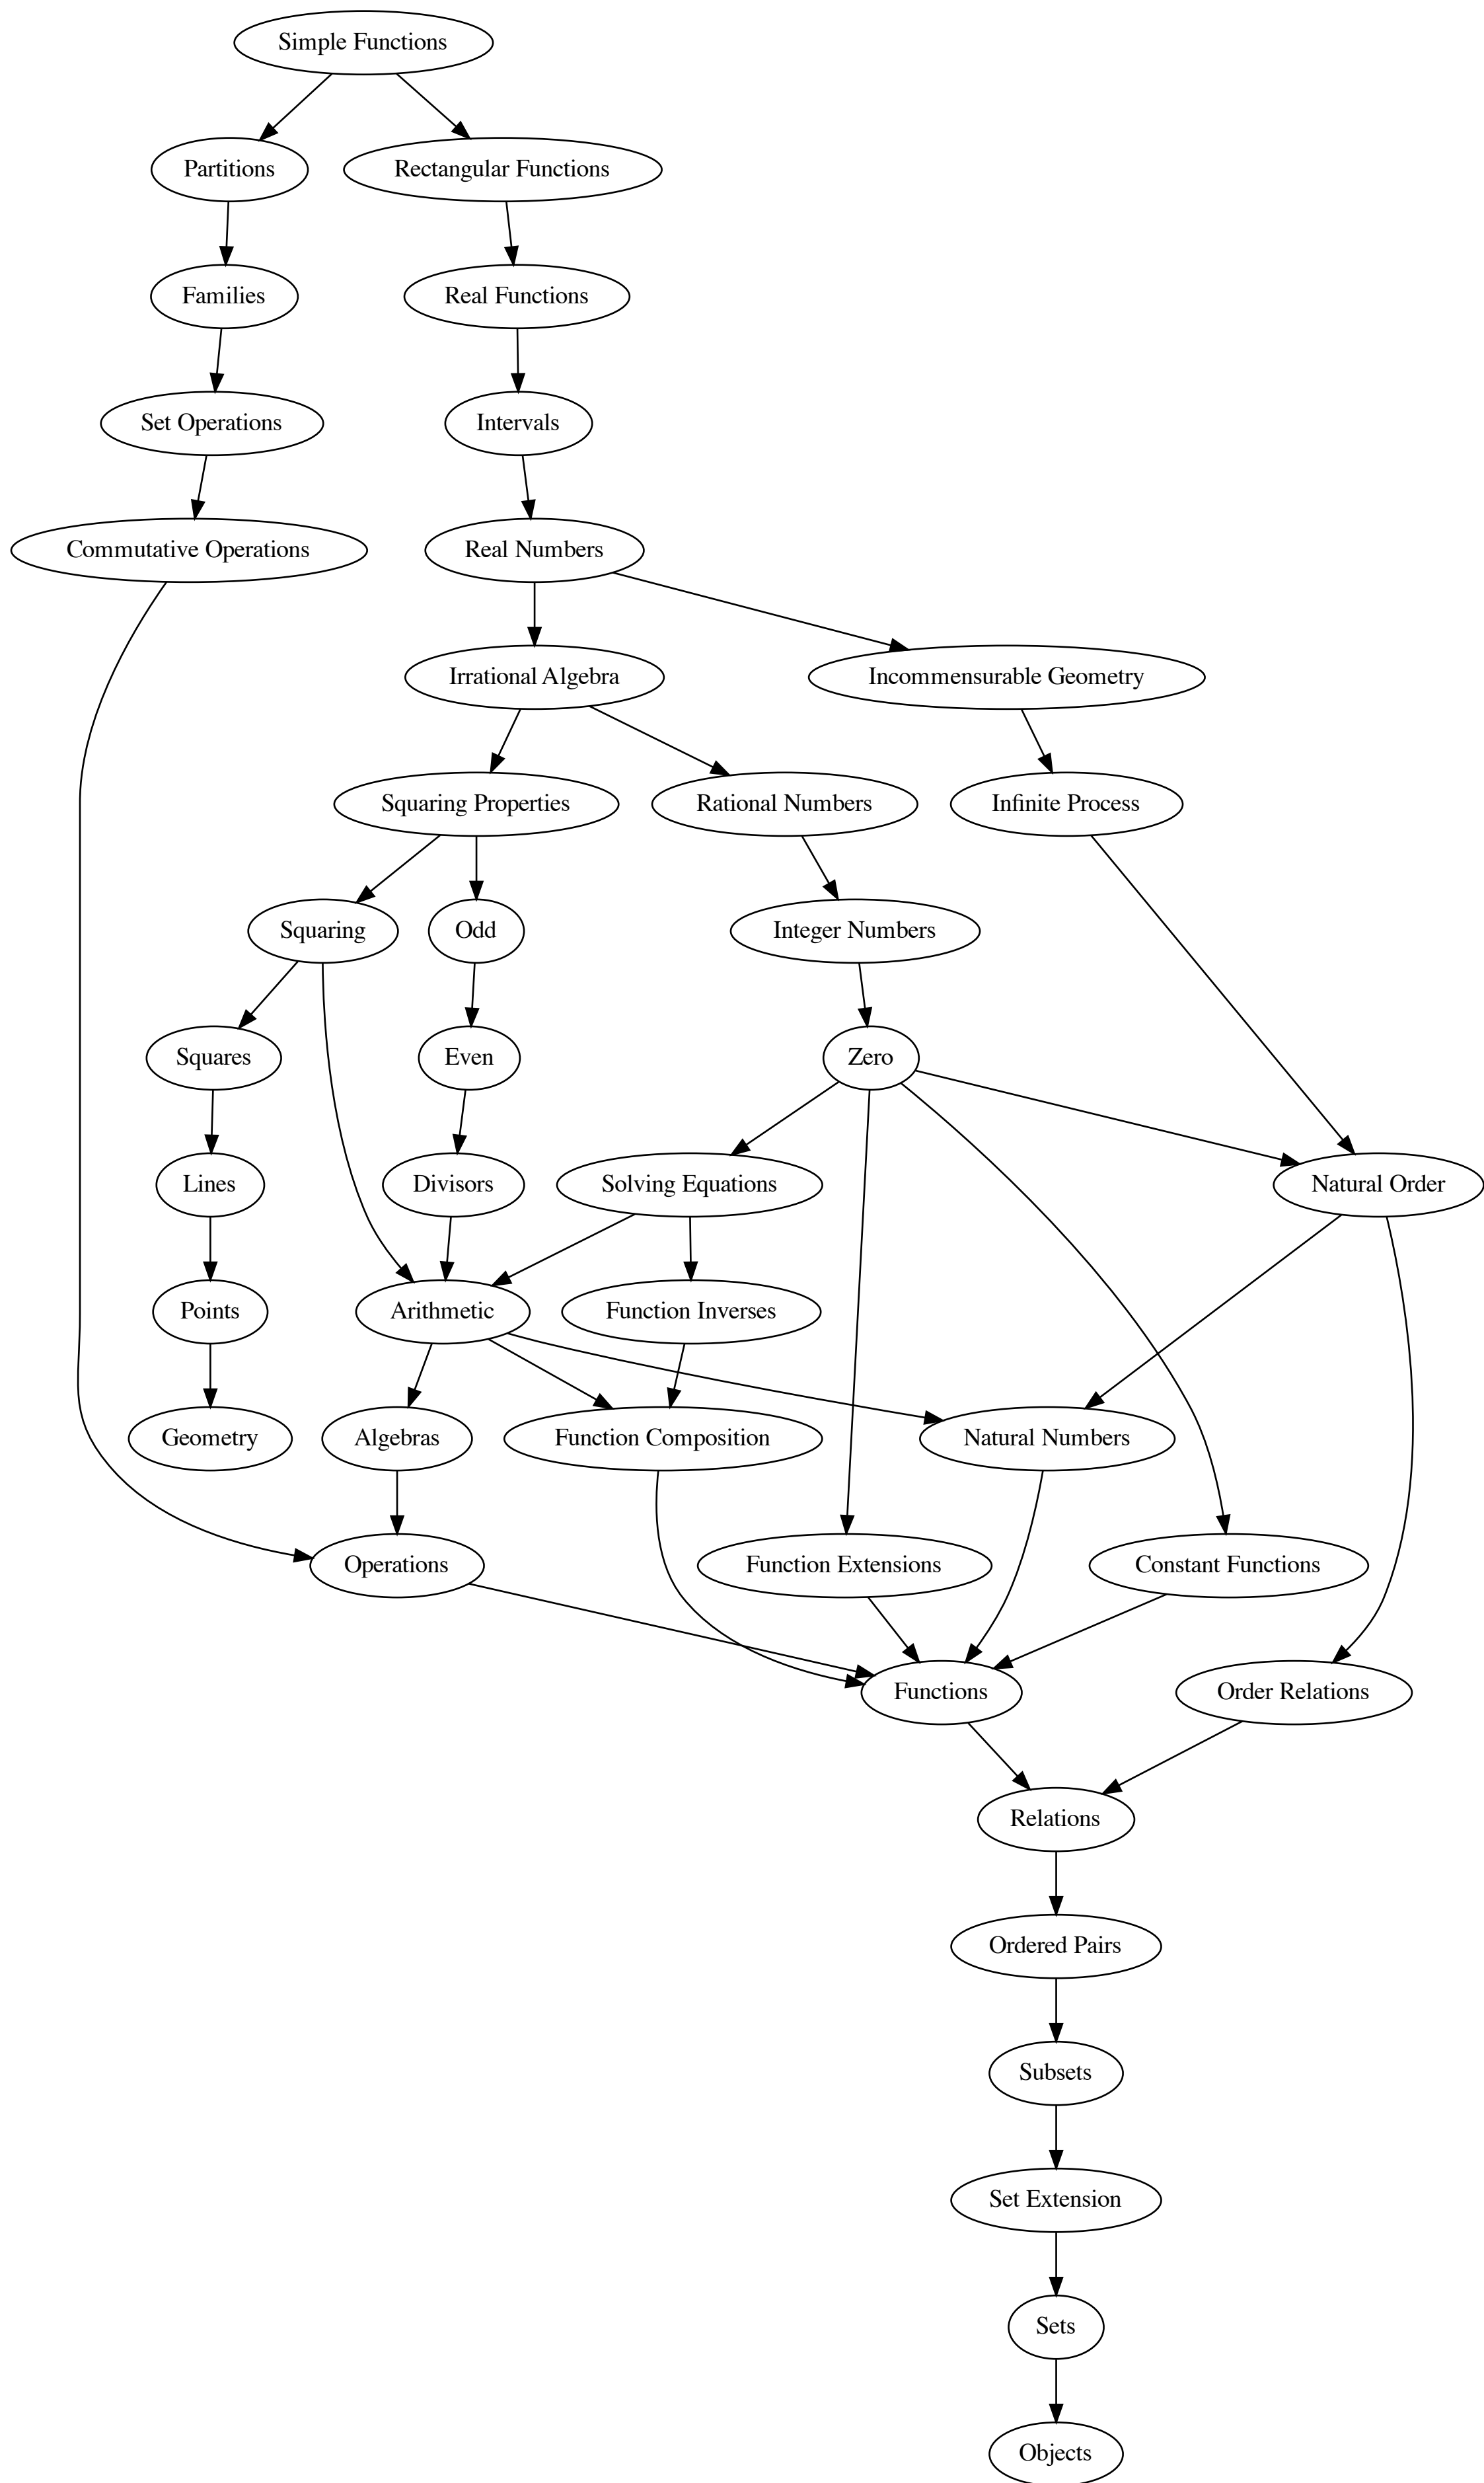 Simple Functions
Partitions
Rectangular Functions
Families
Real Functions
Set Operations
Intervals
Commutative Operations
Real Numbers
Irrational Algebra
Incommensurable Geometry
Squaring Properties
Rational Numbers
Infinite Process
Squaring
Odd
Integer Numbers
Squares
Even
Zero
Lines
Divisors
Solving Equations
Natural Order
Points
Arithmetic
Function Inverses
Geometry
Algebras
Function Composition
Natural Numbers
Operations
Function Extensions
Constant Functions
Functions
Order Relations
Relations
Ordered Pairs
Subsets
Set Extension
Sets
Objects